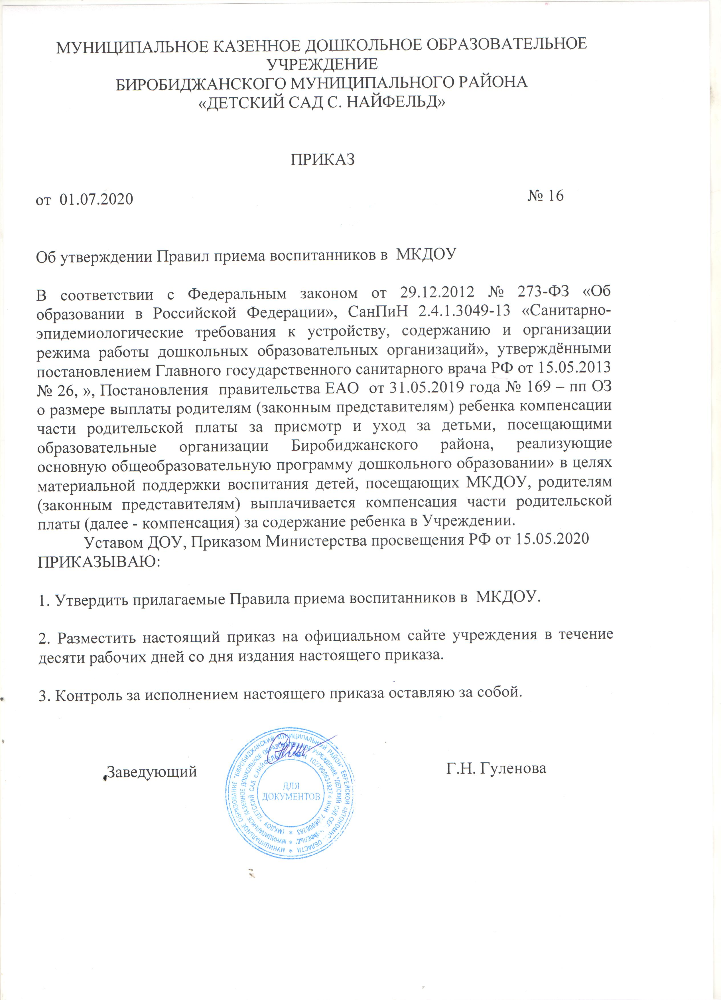 МУНИЦИПАЛЬНОЕ КАЗЕННОЕ ДОШКОЛЬНОЕ ОБРАЗОВАТЕЛЬНОЕ
УЧРЕЖДЕНИЕ
БИРОБИДЖАНСКОГО МУНИЦИПАЛЬНОГО РАЙОНА
«ДЕТСКИЙ САД С. НАЙФЕЛЬД»
ПРИКАЗ
от 01.07.2020 № 16
Об утверждении Правил приема воспитанников в МКДОУ
В соответствии с Федеральным законом от 29.12.2012 № 273-ФЗ «Об
образовании в Российской Федерации», СанПиН 2.4.1.3049-13 «Санитарно-
эпидемиологические требования к устройству, содержанию и организации
режима работы дошкольных образовательных организаций», утверждёнными
постановлением Главного государственного санитарного врача РФ от 15.05.2013
№ 26, », Постановления правительства ЕАО от 31.05.2019 года № 169 – пп ОЗ
о размере выплаты родителям (законным представителям) ребенка компенсации
части родительской платы за присмотр и уход за детьми, посещающими
образовательные организации Биробиджанского района, реализующие
основную общеобразовательную программу дошкольного образовании» в целях
материальной поддержки воспитания детей, посещающих МКДОУ, родителям
(законным представителям) выплачивается компенсация части родительской
платы (далее - компенсация) за содержание ребенка в Учреждении.
Уставом ДОУ, Приказом Министерства просвещения РФ от 15.05.2020
ПРИКАЗЫВАЮ:
1. Утвердить прилагаемые Правила приема воспитанников в МКДОУ.
2. Разместить настоящий приказ на официальном сайте учреждения в течение
десяти рабочих дней со дня издания настоящего приказа.
3. Контроль за исполнением настоящего приказа оставляю за собой.
Заведующий Г.Н. Гуленова
МУНИЦИПАЛЬНОЕ ОБРАЗОВАНИЕ "БИРОБИДЖАНСКИЙ МУНИЦИПАЛЬНЫЙ РАЙОН" ЕВРЕЙСКОЙ ОБЛАСТИ *
МУНИЦИПАЛЬНОЕ КАЗЕННОЕ ДОШКОЛЬНОЕ ОБРАЗОВАТЕЛЬНОЕ УЧРЕЖДЕНИЕ "ДЕТСКИЙ САД *
(МКДОУ "ДЕТСКИЙ САД с.НАЙФЕЛЬД") 1027900634827 * ИНН *
ДЛЯ
ДОКУМЕНТОВ